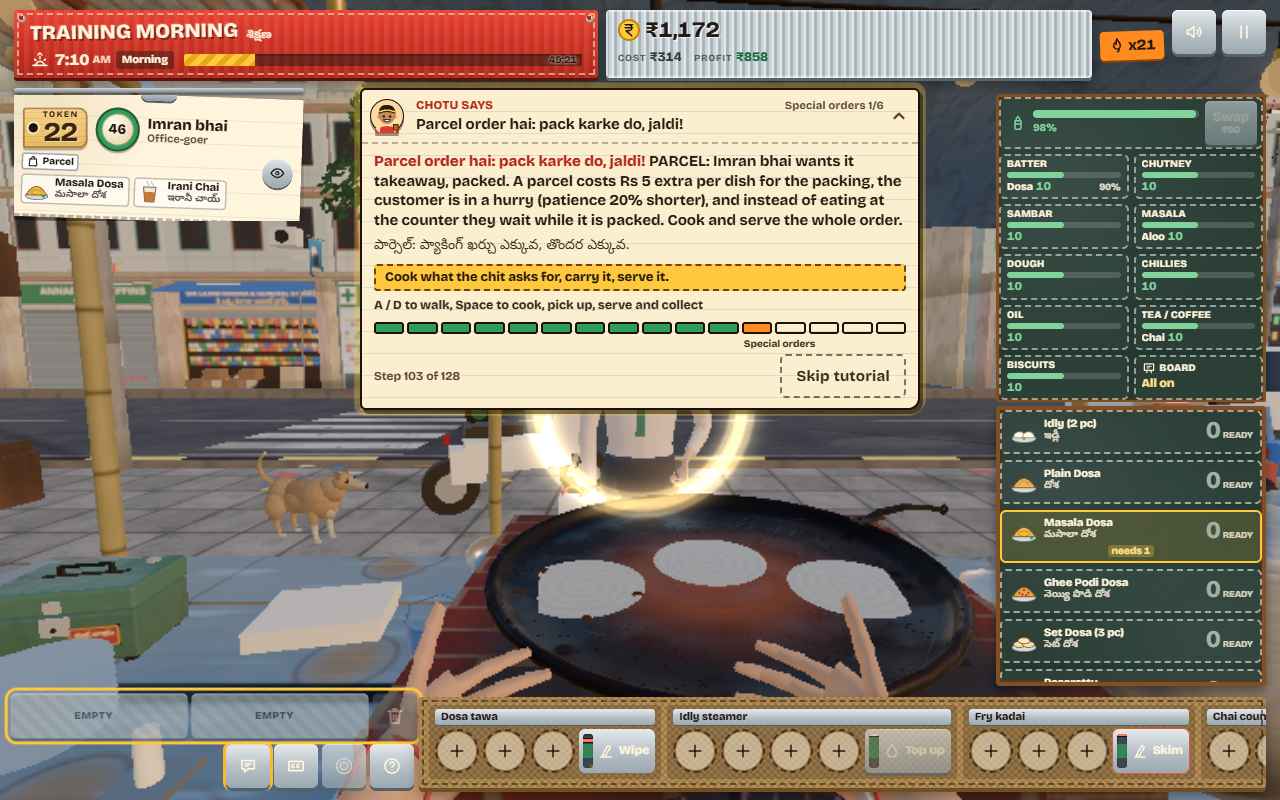 TRAINING MORNING శిక్షణ
7:10 AM Morning
₹1,172
COST ₹314 PROFIT ₹858
x21
TOKEN
22
46
Imran bhai
Office-goer
Parcel
Masala Dosa
మసాలా దోశ
Irani Chai
ఇరానీ చాయ్
CHOTU SAYS
Special orders 1/6
Parcel order hai: pack karke do, jaldi!
Parcel order hai: pack karke do, jaldi! PARCEL: Imran bhai wants it
takeaway, packed. A parcel costs Rs 5 extra per dish for the packing, the
customer is in a hurry (patience 20% shorter), and instead of eating at
the counter they wait while it is packed. Cook and serve the whole order.
పార్సెల్: ప్యాకింగ్ ఖర్చు ఎక్కువ, తొందర ఎక్కువ.
Cook what the chit asks for, carry it, serve it.
A / D to walk, Space to cook, pick up, serve and collect
Special orders
Step 103 of 128
Skip tutorial
98%
Swap
BATTER
Dosa 10 90%
CHUTNEY
10
SAMBAR
10
MASALA
Aloo 10
DOUGH
10
CHILLIES
10
OIL
10
TEA / COFFEE
Chai 10
BISCUITS
10
BOARD
All on
Idly (2 pc)
ఇడ్లీ
0 READY
Plain Dosa
దోశ
0 READY
Masala Dosa
మసాలా దోశ
0 READY
needs 1
Ghee Podi Dosa
నెయ్యి పొడి దోశ
0 READY
Set Dosa (3 pc)
సెట్ దోశ
0 READY
EMPTY
EMPTY
Dosa tawa
Wipe
Idly steamer
Top up
Fry kadai
Skim
Chai coun